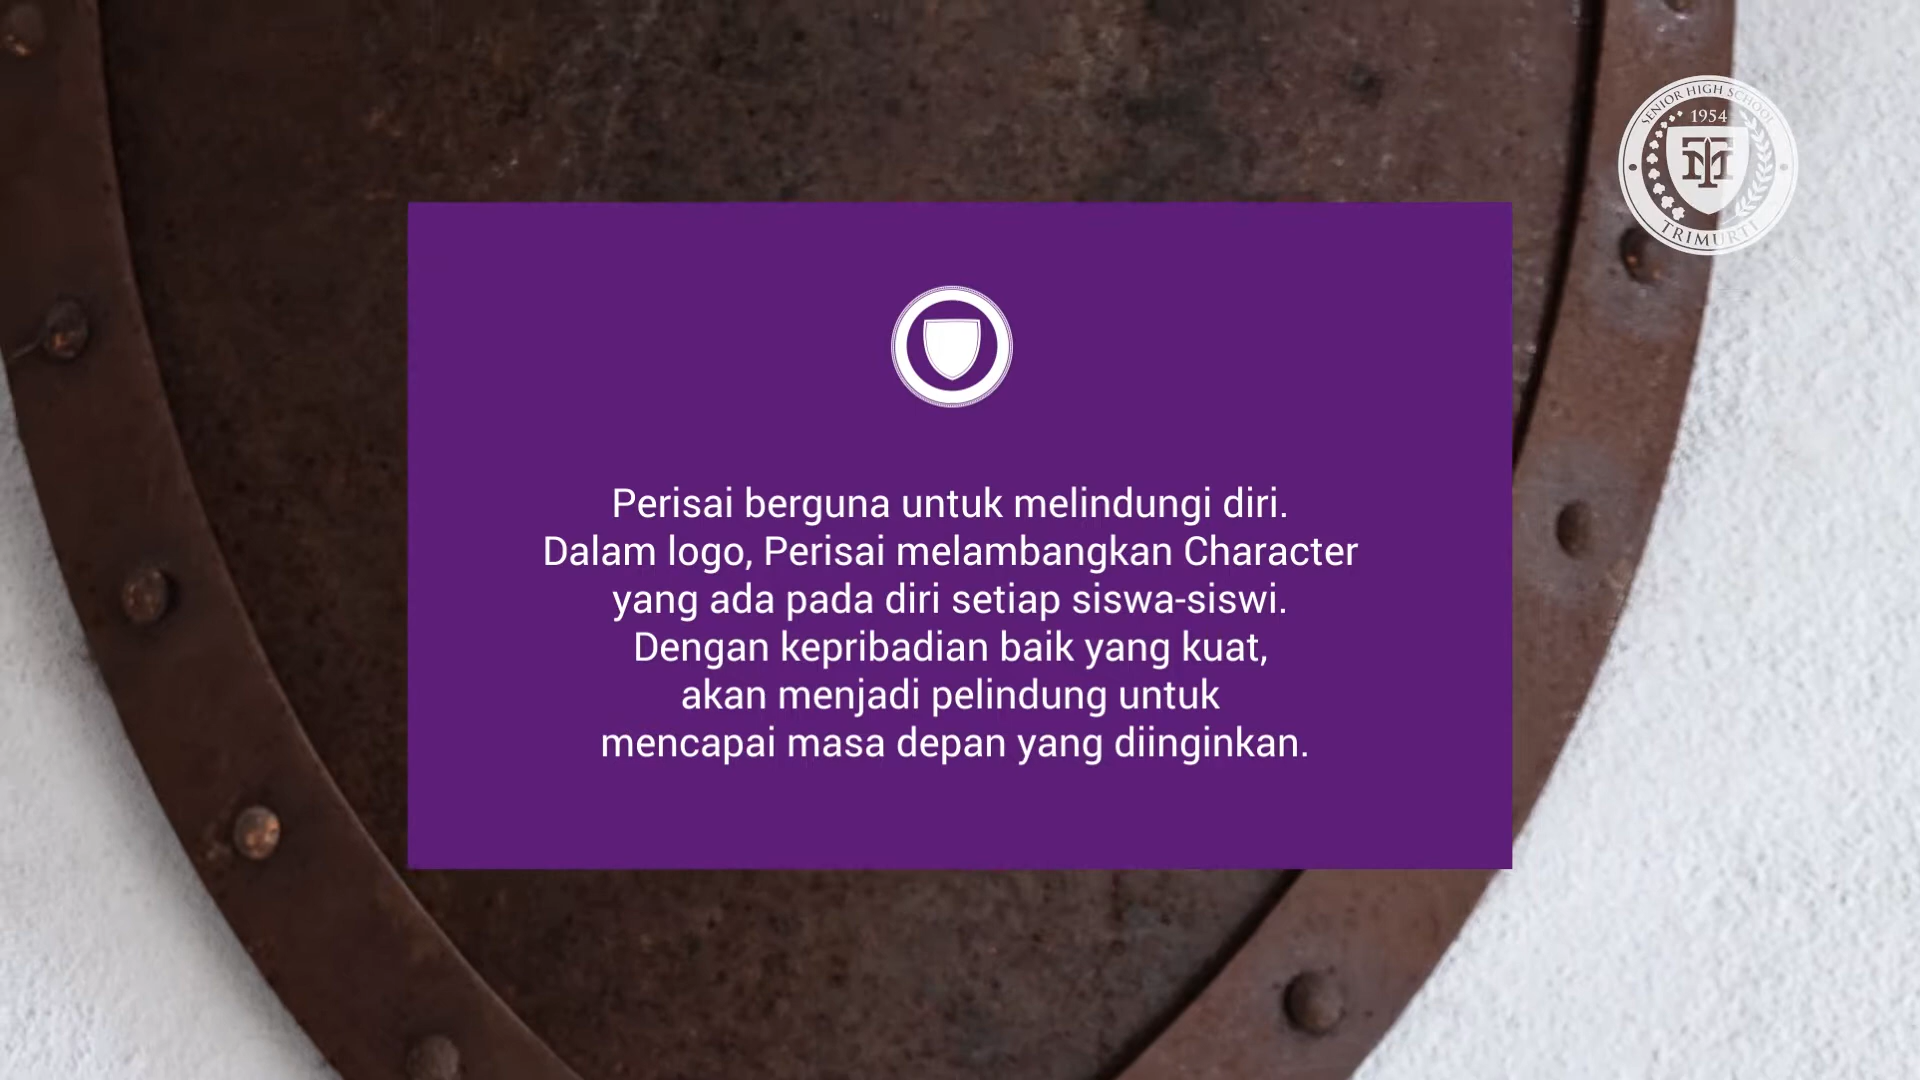 SENIOR HIGH SCHOOL
1954
TM
TRIMURTI
Perisai berguna untuk melindungi diri.
Dalam logo, Perisai melambangkan Character
yang ada pada diri setiap siswa-siswi.
Dengan kepribadian baik yang kuat,
akan menjadi pelindung untuk
mencapai masa depan yang diinginkan.